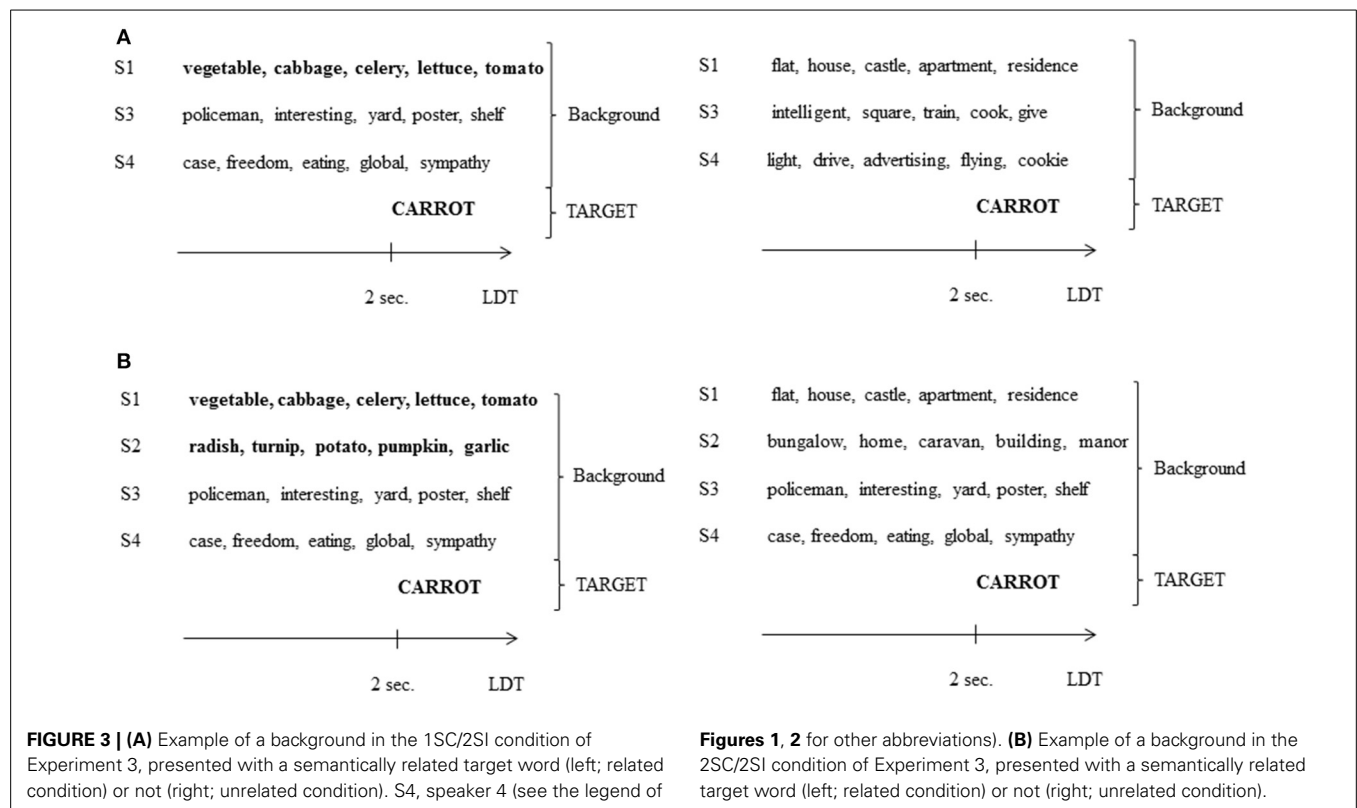 A
S1 vegetable, cabbage, celery, lettuce, tomato
S3 policeman, interesting, yard, poster, shelf
S4 case, freedom, eating, global, sympathy
Background
CARROT
TARGET
2 sec. LDT
S1 flat, house, castle, apartment, residence
S3 intelligent, square, train, cook, give
S4 light, drive, advertising, flying, cookie
Background
CARROT
TARGET
2 sec. LDT
B
S1 vegetable, cabbage, celery, lettuce, tomato
S2 radish, turnip, potato, pumpkin, garlic
S3 policeman, interesting, yard, poster, shelf
S4 case, freedom, eating, global, sympathy
Background
CARROT
TARGET
2 sec. LDT
S1 flat, house, castle, apartment, residence
S2 bungalow, home, caravan, building, manor
S3 policeman, interesting, yard, poster, shelf
S4 case, freedom, eating, global, sympathy
Background
CARROT
TARGET
2 sec. LDT
FIGURE 3 | (A) Example of a background in the 1SC/2SI condition of
Experiment 3, presented with a semantically related target word (left; related
condition) or not (right; unrelated condition). S4, speaker 4 (see the legend of
Figures 1, 2 for other abbreviations). (B) Example of a background in the
2SC/2SI condition of Experiment 3, presented with a semantically related
target word (left; related condition) or not (right; unrelated condition).